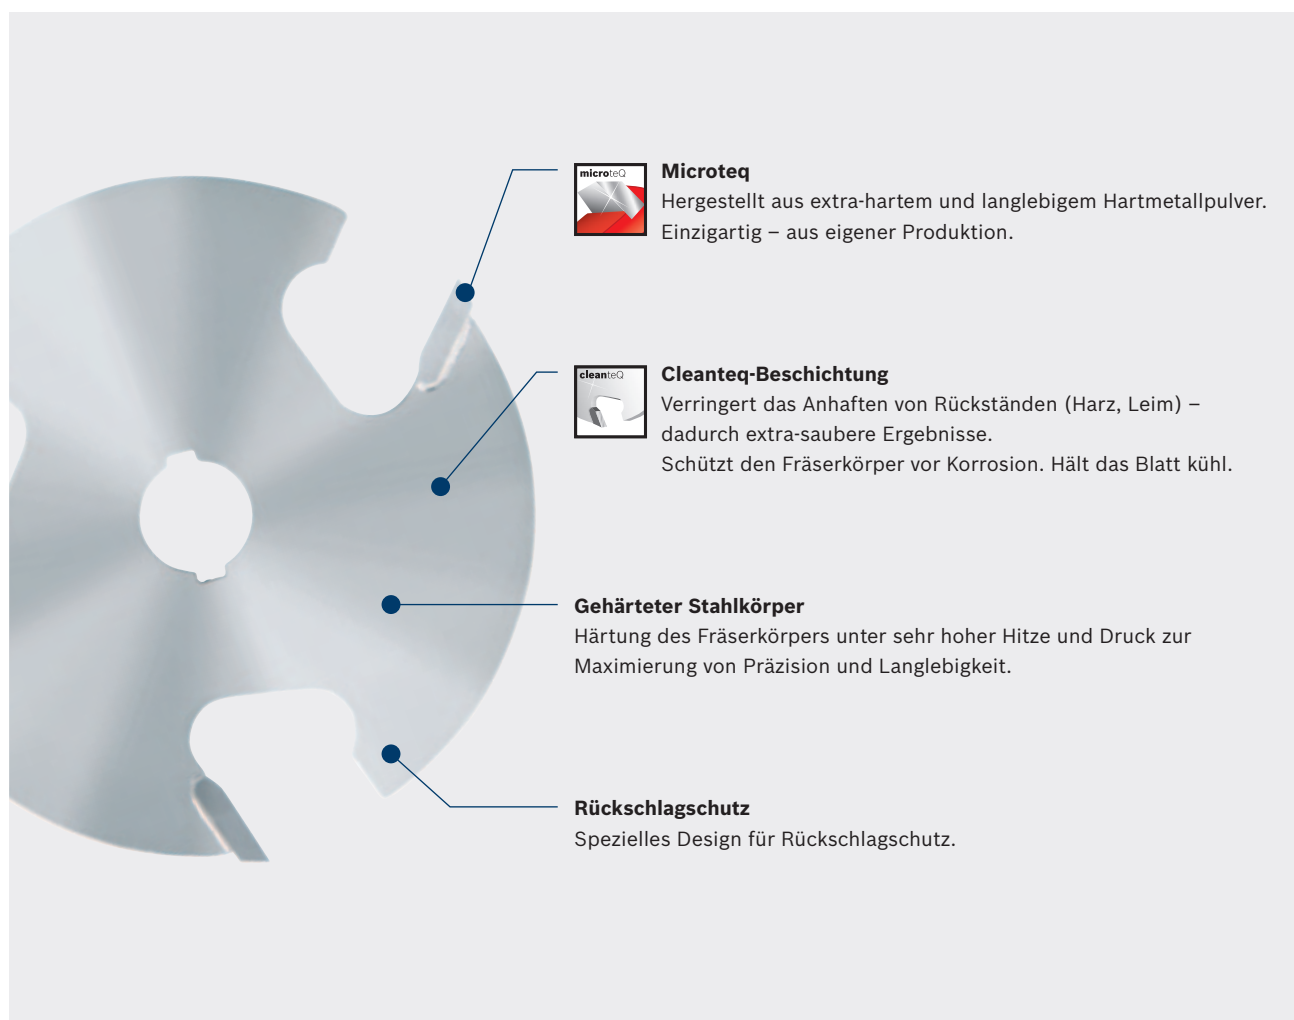 microteQ
Microteq
Hergestellt aus extra-hartem und langlebigem Hartmetallpulver.
Einzigartig – aus eigener Produktion.
cleanteQ
Cleanteq-Beschichtung
Verringert das Anhaften von Rückständen (Harz, Leim) –
dadurch extra-saubere Ergebnisse.
Schützt den Fräserkörper vor Korrosion. Hält das Blatt kühl.
Gehärteter Stahlkörper
Härtung des Fräserkörpers unter sehr hoher Hitze und Druck zur
Maximierung von Präzision und Langlebigkeit.
Rückschlagschutz
Spezielles Design für Rückschlagschutz.